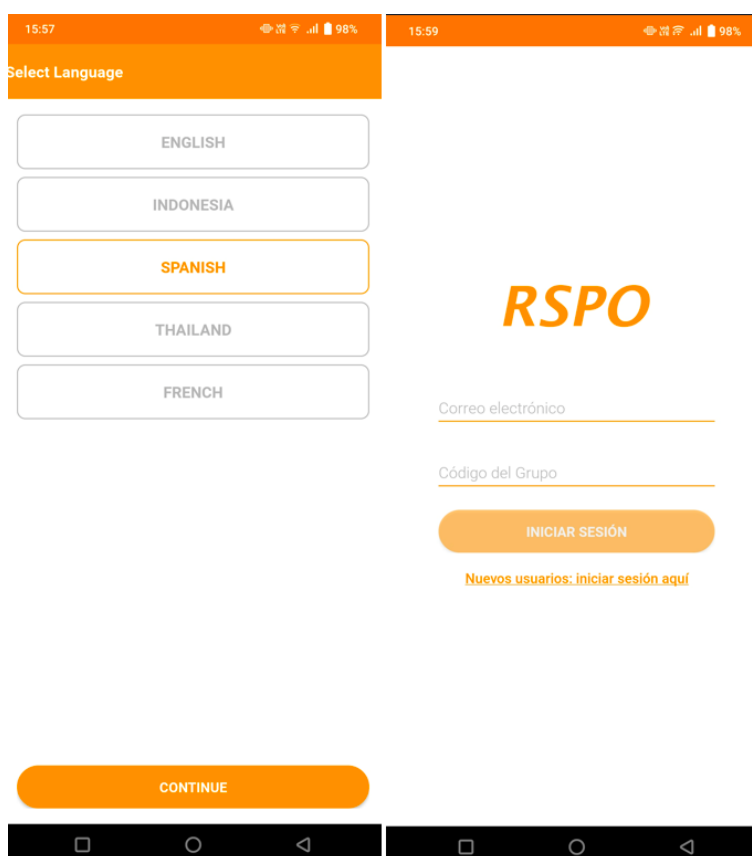 15:57
98%
Select Language
ENGLISH
INDONESIA
SPANISH
THAILAND
FRENCH
CONTINUE
15:59
98%
RSPO
Correo electrónico
Código del Grupo
INICIAR SESIÓN
Nuevos usuarios: iniciar sesión aquí